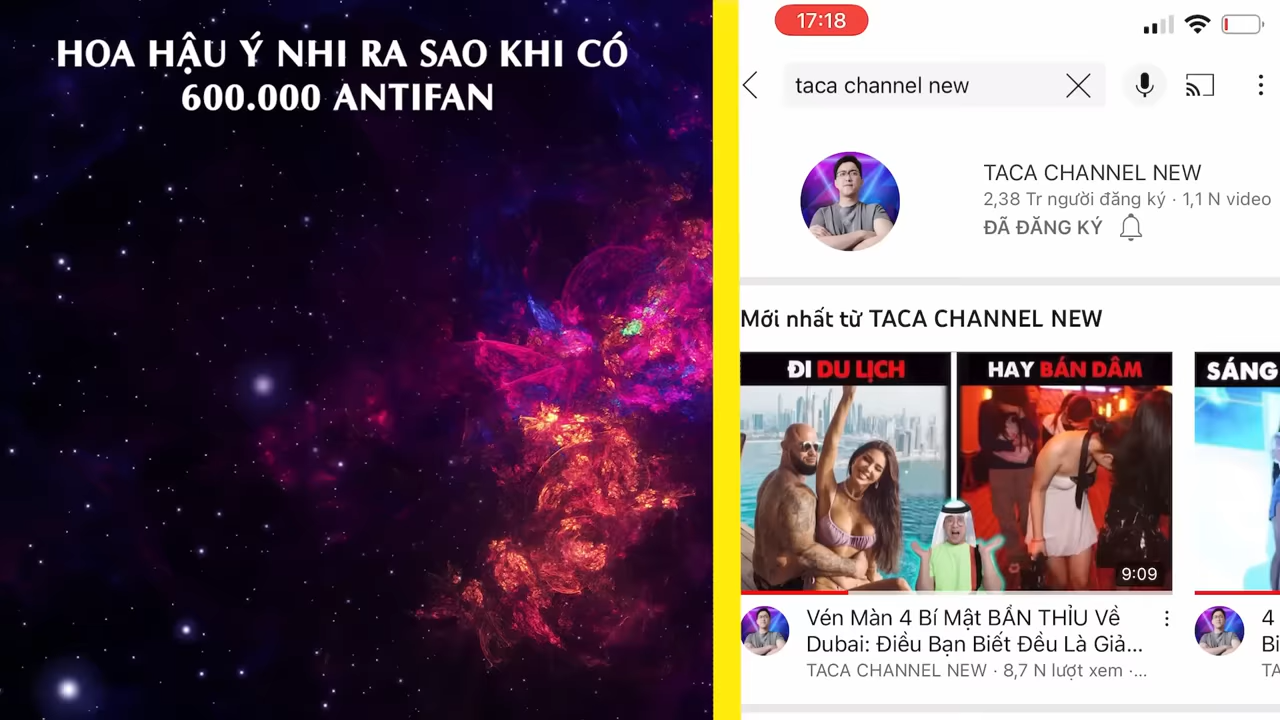 HOA HẬU Ý NHI RA SAO KHI CÓ
600.000 ANTIFAN
17:18
taca channel new
TACA CHANNEL NEW
2,38 Tr người đăng ký · 1,1 N video
ĐÃ ĐĂNG KÝ
Mới nhất từ TACA CHANNEL NEW
ĐI DU LỊCH
HAY BÁN DÂM
SÁNG
9:09
Vén Màn 4 Bí Mật BẨN THỈU Về
Dubai: Điều Bạn Biết Đều Là Giả...
TACA CHANNEL NEW · 8,7 N lượt xem ·...
4
Bí
TA